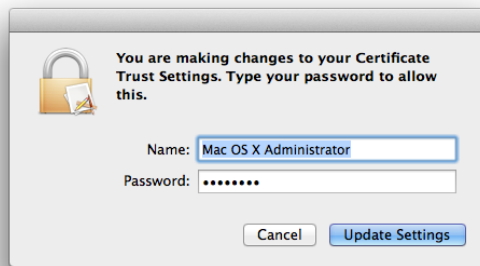 You are making changes to your Certificate
Trust Settings. Type your password to allow
this.
Name: Mac OS X Administrator
Password: ••••••••
Cancel Update Settings